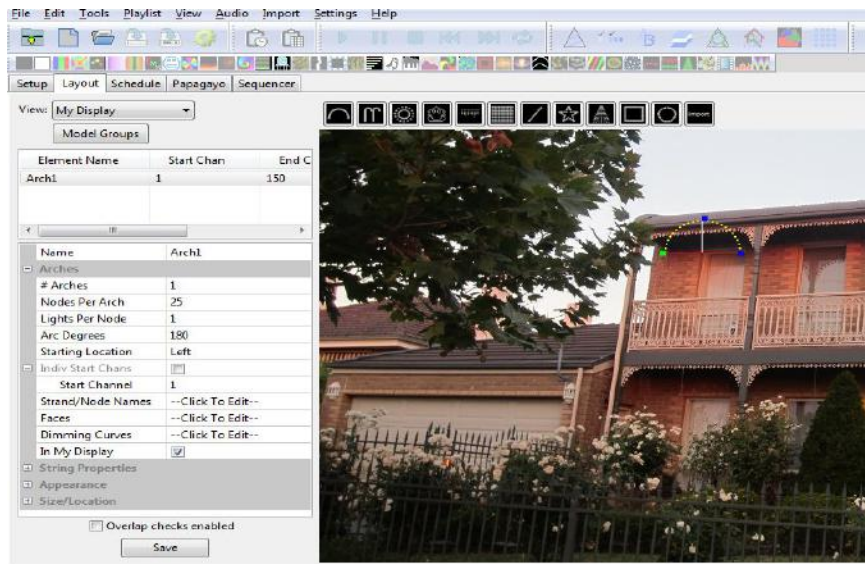 File Edit Tools Playlist View Audio Import Settings Help
Setup Layout Schedule Papagayo Sequencer
View: My Display
Model Groups
Element Name Start Chan End C
Arch1 1 150
Name Arch1
Arches
# Arches 1
Nodes Per Arch 25
Lights Per Node 1
Arc Degrees 180
Starting Location Left
Indiv Start Chans
Start Channel 1
Strand/Node Names --Click To Edit--
Faces --Click To Edit--
Dimming Curves --Click To Edit--
In My Display
String Properties
Appearance
Size/Location
Overlap checks enabled
Save